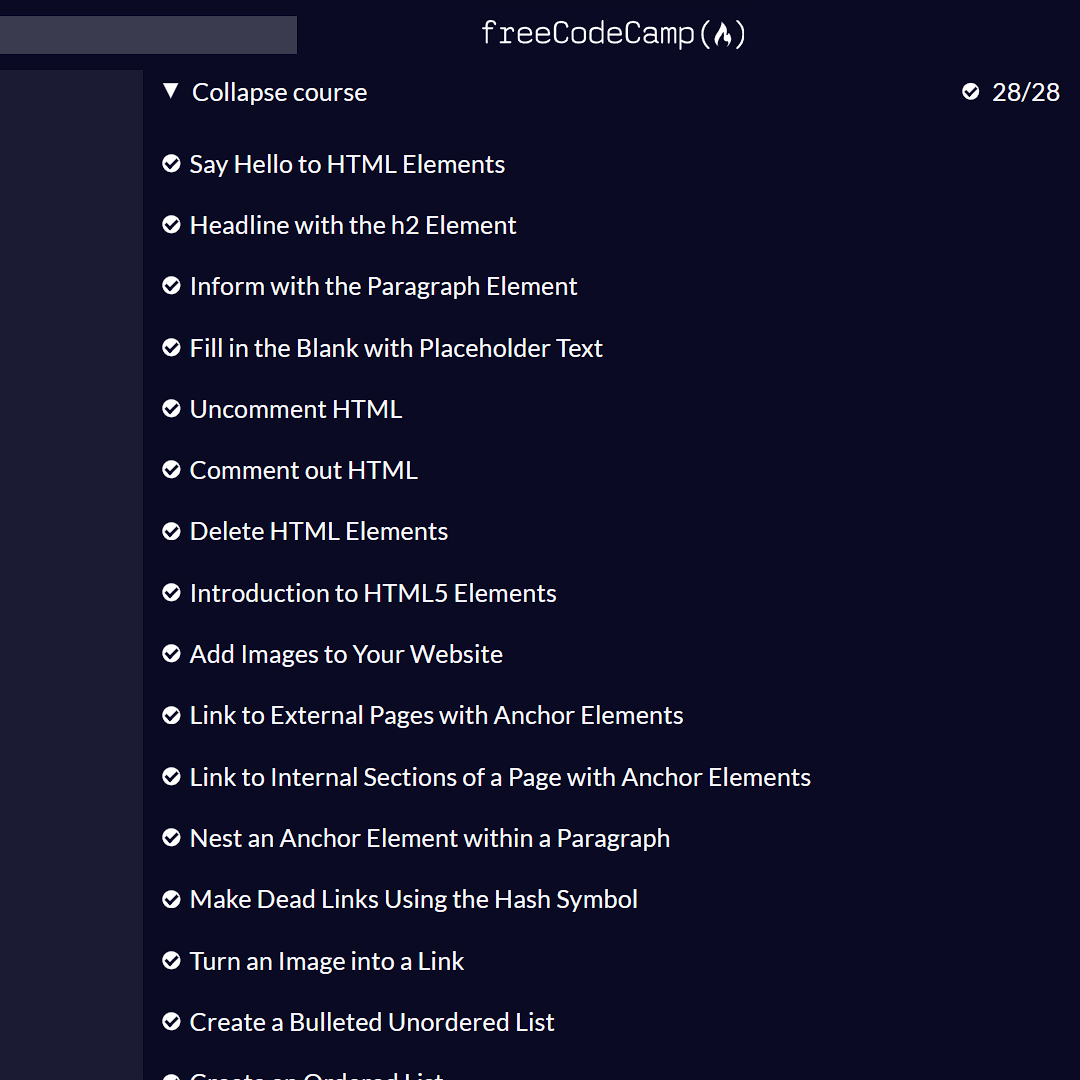 freeCodeCamp(🔥)
▼ Collapse course 28/28
Say Hello to HTML Elements
Headline with the h2 Element
Inform with the Paragraph Element
Fill in the Blank with Placeholder Text
Uncomment HTML
Comment out HTML
Delete HTML Elements
Introduction to HTML5 Elements
Add Images to Your Website
Link to External Pages with Anchor Elements
Link to Internal Sections of a Page with Anchor Elements
Nest an Anchor Element within a Paragraph
Make Dead Links Using the Hash Symbol
Turn an Image into a Link
Create a Bulleted Unordered List
Create an Ordered List